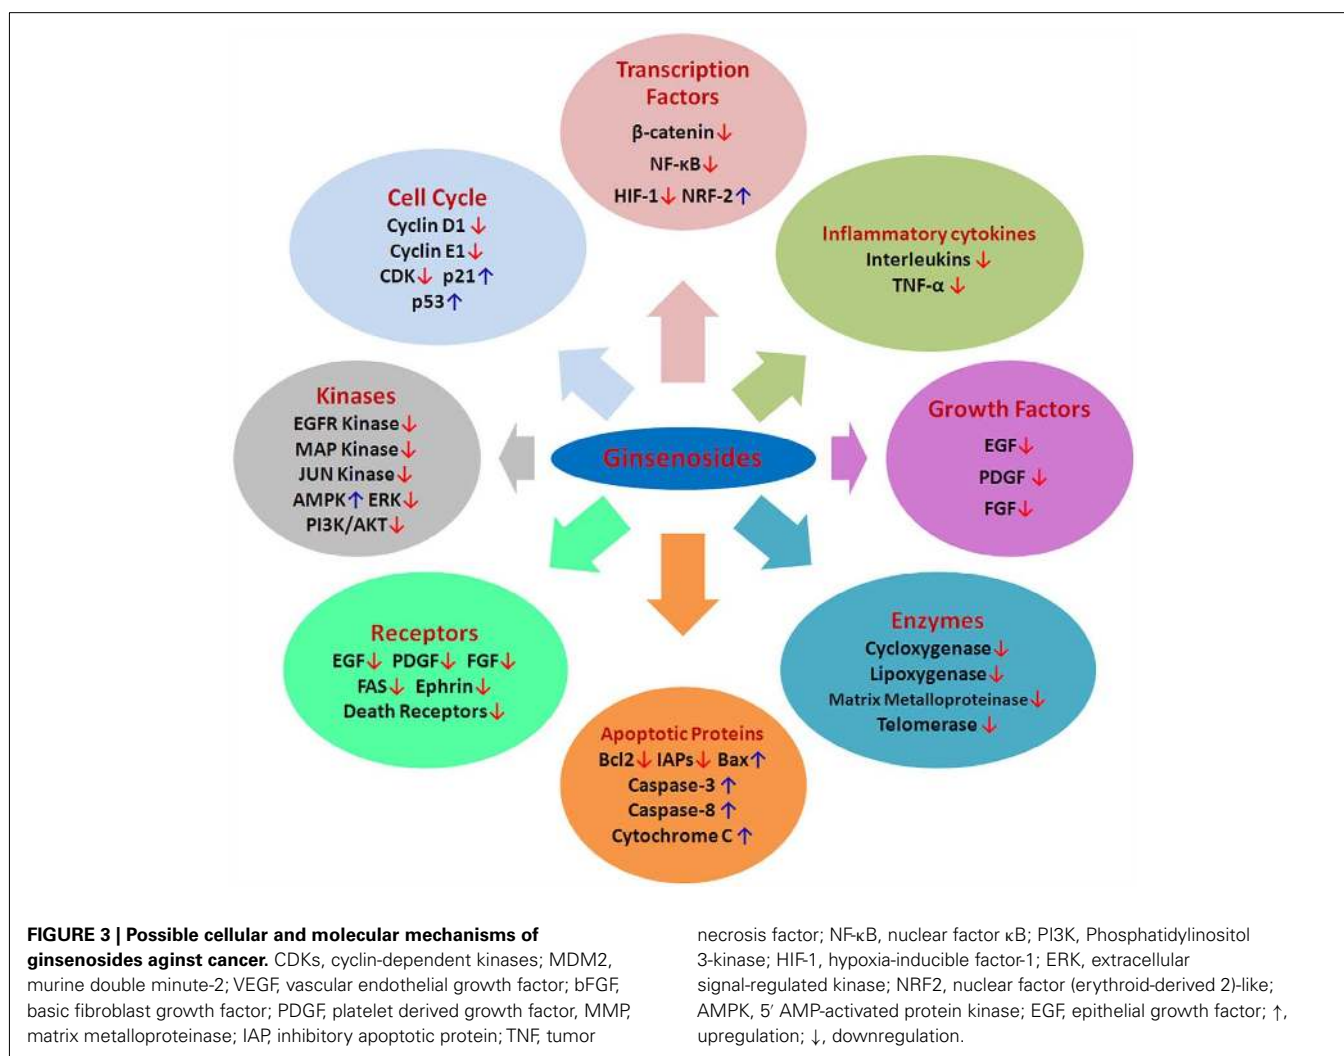 Transcription
Factors
β-catenin↓
NF-κB↓
HIF-1↓ NRF-2↑
Cell Cycle
Cyclin D1↓
Cyclin E1↓
CDK↓ p21↑
p53↑
Inflammatory cytokines
Interleukins ↓
TNF-α ↓
Kinases
EGFR Kinase↓
MAP Kinase↓
JUN Kinase↓
AMPK↑ ERK↓
PI3K/AKT↓
Ginsenosides
Growth Factors
EGF↓
PDGF ↓
FGF↓
Receptors
EGF↓ PDGF↓ FGF↓
FAS↓ Ephrin↓
Death Receptors↓
Enzymes
Cycloxygenase↓
Lipoxygenase↓
Matrix Metalloproteinase↓
Telomerase ↓
Apoptotic Proteins
Bcl2↓ IAPs↓ Bax↑
Caspase-3 ↑
Caspase-8 ↑
Cytochrome C ↑
FIGURE 3 | Possible cellular and molecular mechanisms of
ginsenosides aginst cancer. CDKs, cyclin-dependent kinases; MDM2,
murine double minute-2; VEGF, vascular endothelial growth factor; bFGF,
basic fibroblast growth factor; PDGF, platelet derived growth factor, MMP,
matrix metalloproteinase; IAP, inhibitory apoptotic protein; TNF, tumor
necrosis factor; NF-κB, nuclear factor κB; PI3K, Phosphatidylinositol
3-kinase; HIF-1, hypoxia-inducible factor-1; ERK, extracellular
signal-regulated kinase; NRF2, nuclear factor (erythroid-derived 2)-like;
AMPK, 5′ AMP-activated protein kinase; EGF, epithelial growth factor; ↑,
upregulation; ↓, downregulation.